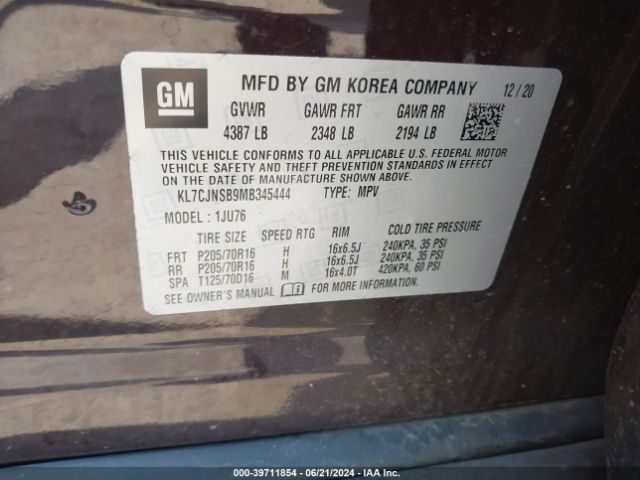 GM
MFD BY GM KOREA COMPANY 12/20
GVWR GAWR FRT GAWR RR
4387 LB 2348 LB 2194 LB
THIS VEHICLE CONFORMS TO ALL APPLICABLE U.S. FEDERAL MOTOR
VEHICLE SAFETY AND THEFT PREVENTION STANDARDS IN EFFECT
ON THE DATE OF MANUFACTURE SHOWN ABOVE.
KL7CJNSB9MB345444 TYPE: MPV
MODEL : 1JU76
TIRE SIZE SPEED RTG RIM COLD TIRE PRESSURE
FRT P205/70R16 H 16x6.5J 240KPA, 35 PSI
RR P205/70R16 H 16x6.5J 240KPA, 35 PSI
SPA T125/70D16 M 16x4.0T 420KPA, 60 PSI
SEE OWNER'S MANUAL FOR MORE INFORMATION.
000-39711854 | 06/21/2024 | IAA Inc.